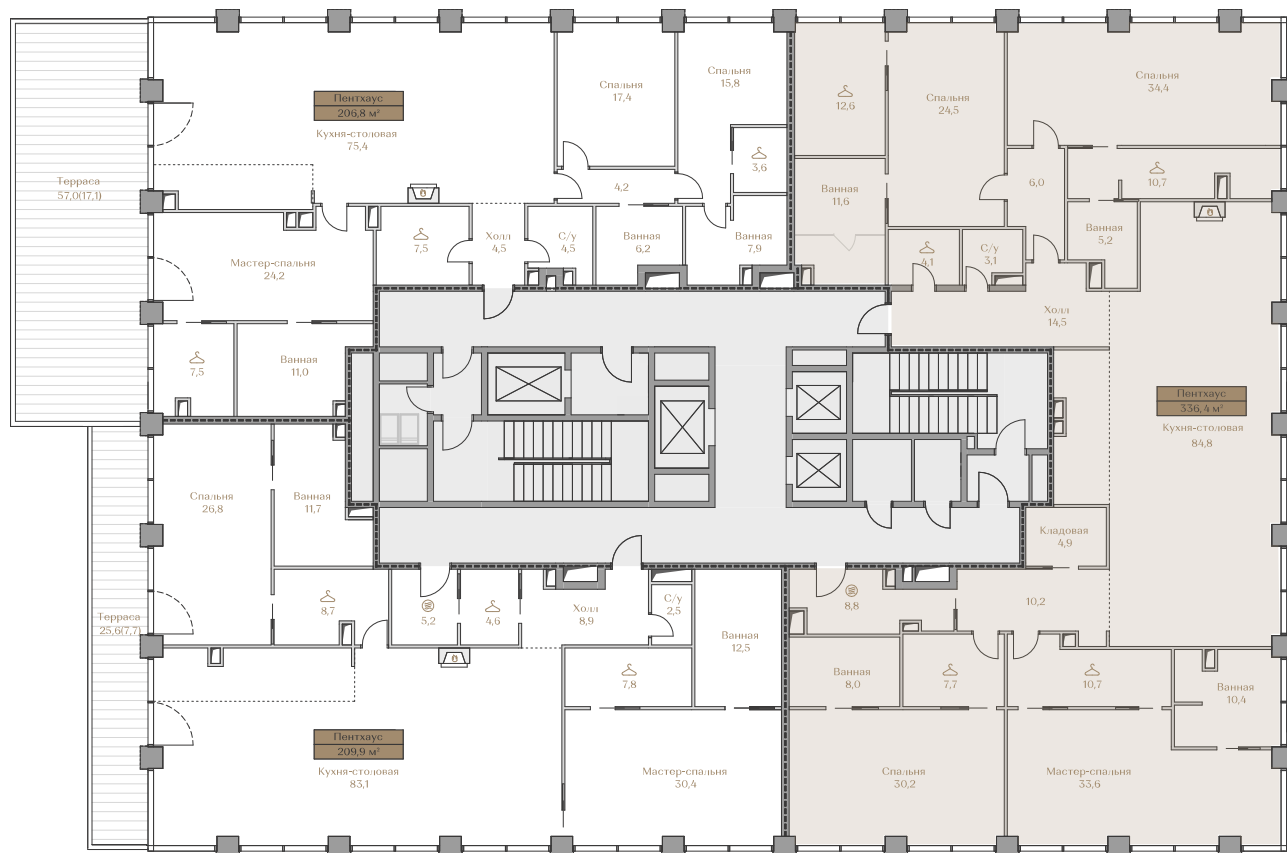 Пентхаус
206,8 м²
Кухня-столовая
75,4
Спальня
17,4
Спальня
15,8
3,6
4,2
Терраса
57,0(17,1)
Мастер-спальня
24,2
7,5
Холл
4,5
С/у
4,5
Ванная
6,2
Ванная
7,9
7,5
Ванная
11,0
12,6
Спальня
24,5
Спальня
34,4
Ванная
11,6
6,0
10,7
Ванная
5,2
4,1
С/у
3,1
Холл
14,5
Пентхаус
336,4 м²
Кухня-столовая
84,8
Кладовая
4,9
10,2
8,8
Ванная
8,0
7,7
10,7
Ванная
10,4
Спальня
30,2
Мастер-спальня
33,6
Спальня
26,8
Ванная
11,7
Терраса
25,6(7,7)
8,7
5,2
4,6
Холл
8,9
С/у
2,5
Ванная
12,5
7,8
Пентхаус
209,9 м²
Кухня-столовая
83,1
Мастер-спальня
30,4